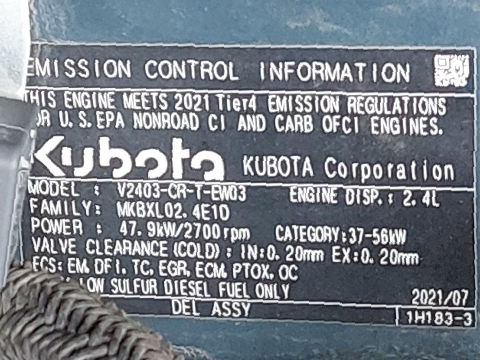 EMISSION CONTROL INFORMATION
THIS ENGINE MEETS 2021 Tier4 EMISSION REGULATIONS
FOR U.S.EPA NONROAD CI AND CARB OFCI ENGINES.
Kubota KUBOTA Corporation
MODEL : V2403-CR-T-EW03 ENGINE DISP.: 2.4L
FAMILY: MKBXL02.4E1D
POWER : 47.9kW/2700rpm CATEGORY:37-56kW
VALVE CLEARANCE(COLD): IN:0.20mm EX:0.20mm
ECS: EM, DFI, TC, EGR, ECM, PTOX, OC
LOW SULFUR DIESEL FUEL ONLY
2021/07
DEL ASSY
1H183-3